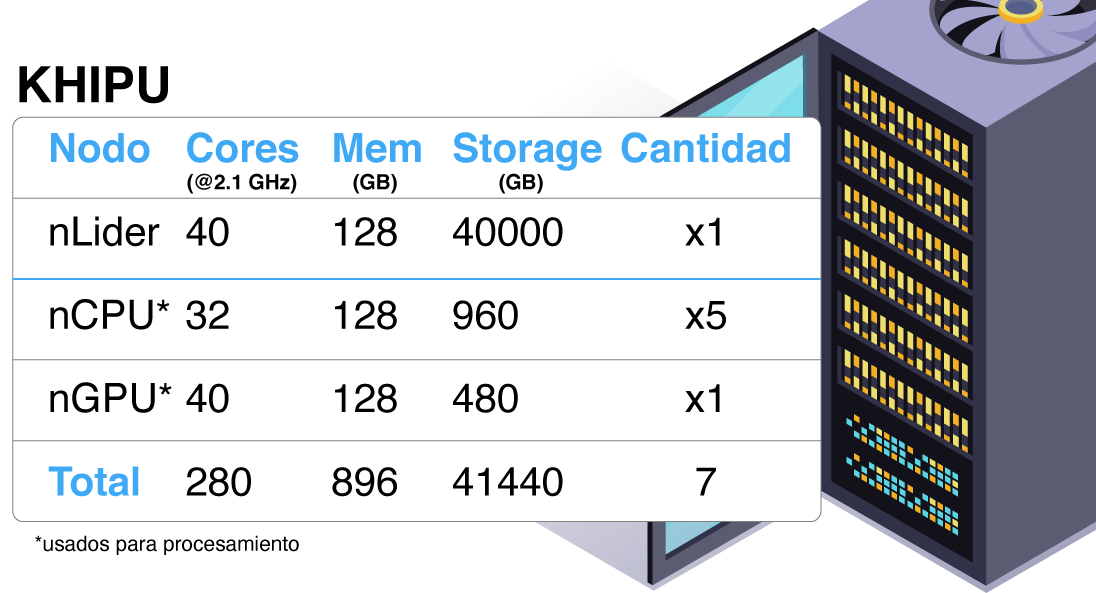 KHIPU
Nodo Cores Mem Storage Cantidad
(@2.1 GHz) (GB) (GB)
nLider 40 128 40000 x1
nCPU* 32 128 960 x5
nGPU* 40 128 480 x1
Total 280 896 41440 7
*usados para procesamiento